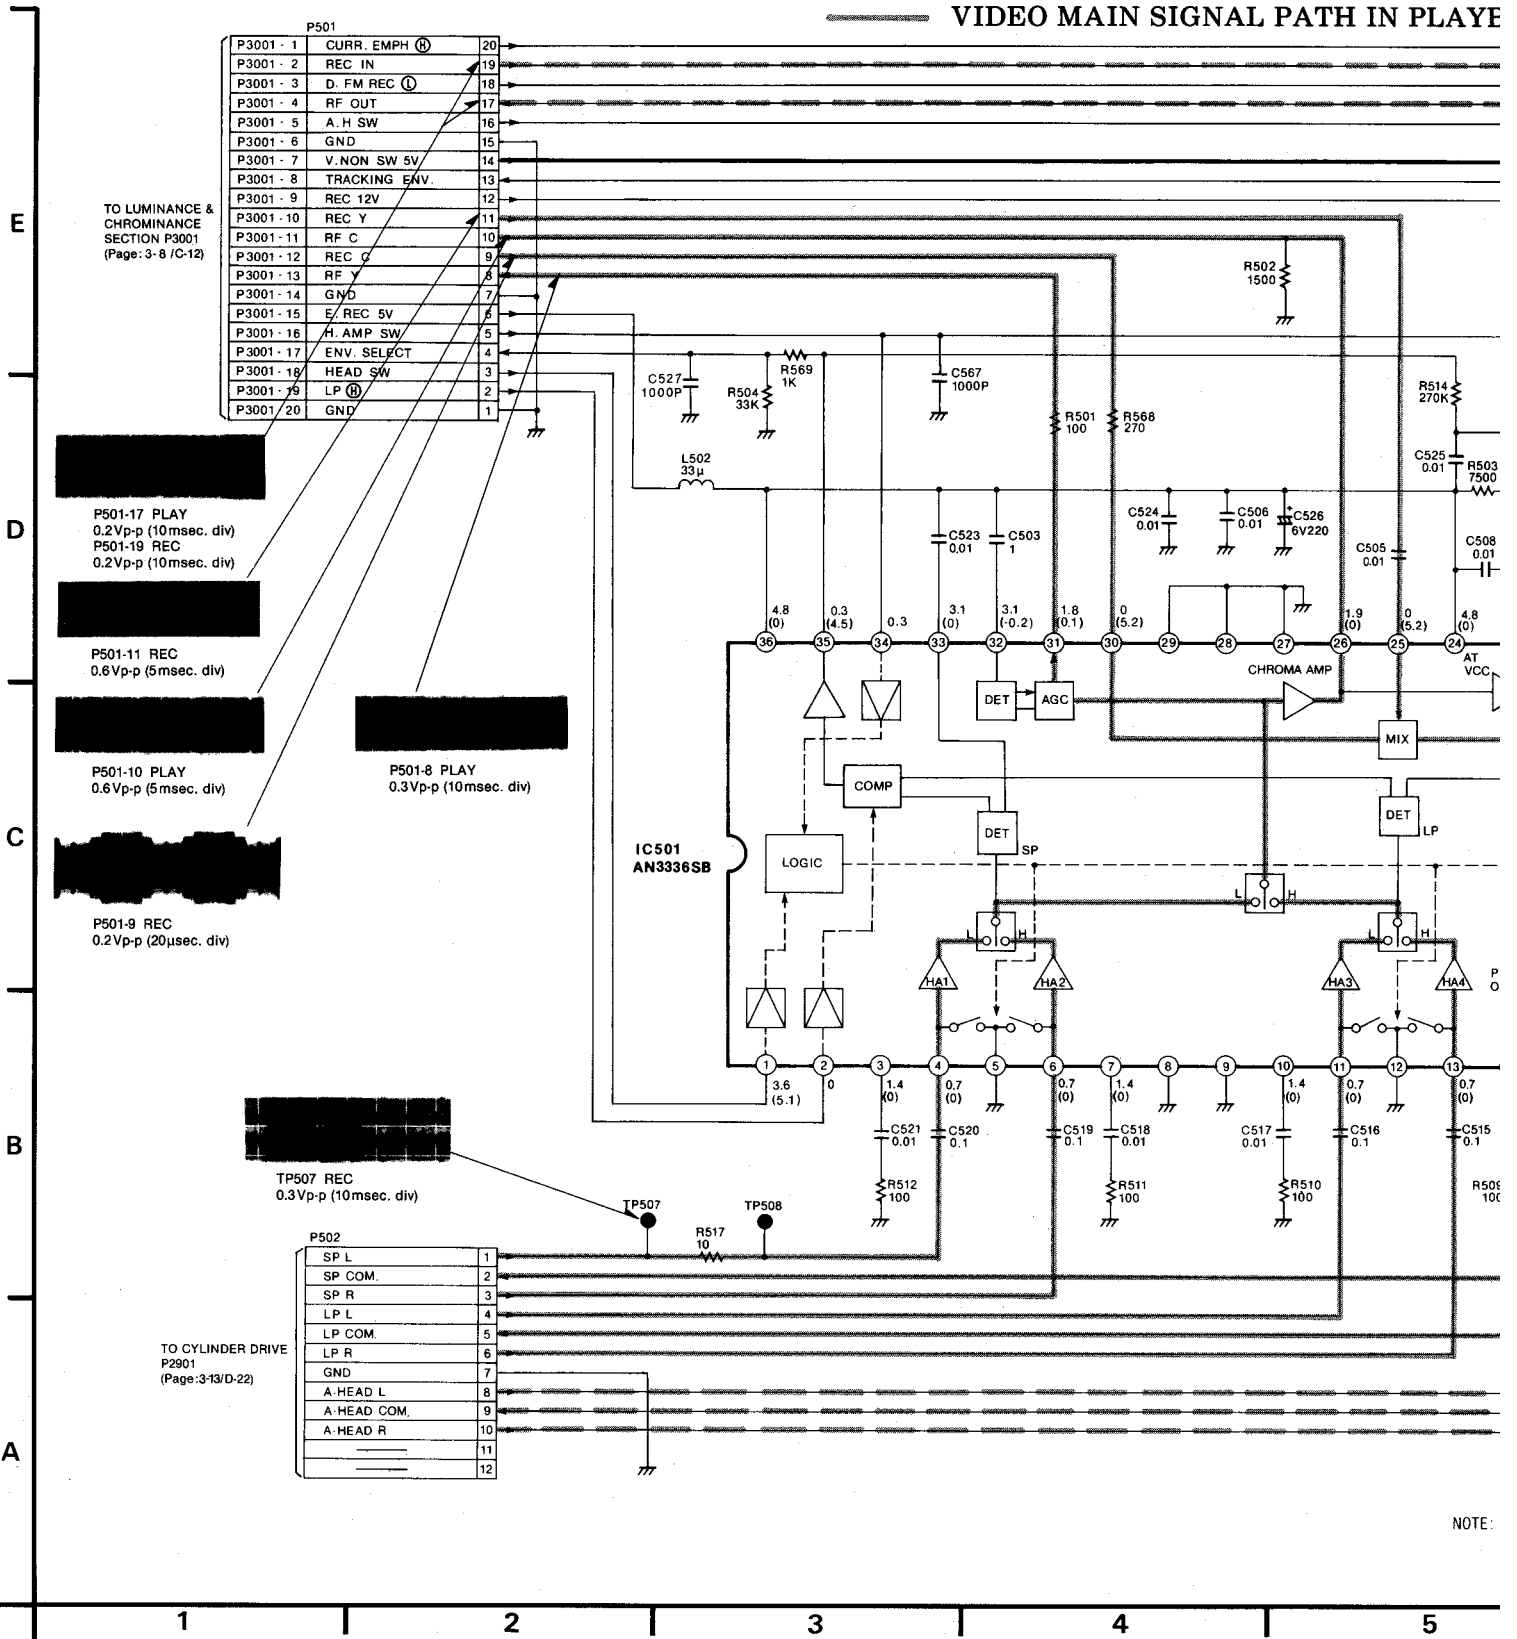 VIDEO MAIN SIGNAL PATH IN PLAYB
P501
P3001 - 1 CURR. EMPH Ⓗ 20
P3001 - 2 REC IN 19
P3001 - 3 D. FM REC Ⓛ 18
P3001 - 4 RF OUT 17
P3001 - 5 A.H SW 16
P3001 - 6 GND 15
P3001 - 7 V.NON SW 5V 14
P3001 - 8 TRACKING ENV. 13
P3001 - 9 REC 12V 12
P3001 - 10 REC Y 11
P3001 - 11 RF C 10
P3001 - 12 REC C 9
P3001 - 13 RF Y 8
P3001 - 14 GND 7
P3001 - 15 E. REC 5V 6
P3001 - 16 H. AMP SW 5
P3001 - 17 ENV. SELECT 4
P3001 - 18 HEAD SW 3
P3001 - 19 LP Ⓗ 2
P3001 20 GND 1
TO LUMINANCE &
CHROMINANCE
SECTION P3001
(Page: 3-8 /C-12)
E
R502
1500
C527
1000P
R504
33K
R569
1K
C567
1000P
R501
100
R568
270
R514
270K
C525
0.01
R503
7500
L502
33μ
P501-17 PLAY
0.2Vp-p (10msec. div)
P501-19 REC
0.2Vp-p (10msec. div)
D
C523
0.01
C503
1
C524
0.01
C506
0.01
+
C526
6V220
C505
0.01
C508
0.01
P501-11 REC
0.6Vp-p (5msec. div)
4.8
(0)
0.3
(4.5)
0.3
3.1
(0)
3.1
(-0.2)
1.8
(0.1)
0
(5.2)
1.9
(0)
0
(5.2)
4.8
(0)
36 35 34 33 32 31 30 29 28 27 26 25 24
AT
VCC
CHROMA AMP
DET AGC
MIX
P501-10 PLAY
0.6Vp-p (5msec. div)
P501-8 PLAY
0.3Vp-p (10msec. div)
COMP
DET
SP
DET
LP
C
IC501
AN3336SB
LOGIC
L H
P501-9 REC
0.2Vp-p (20μsec. div)
L H
L H
HA1 HA2 HA3 HA4
P
O
1 2 3 4 5 6 7 8 9 10 11 12 13
3.6
(5.1)
0
1.4
(0)
0.7
(0)
0.7
(0)
1.4
(0)
1.4
(0)
0.7
(0)
0.7
(0)
B
C521
0.01
C520
0.1
C519
0.1
C518
0.01
C517
0.01
C516
0.1
C515
0.1
TP507 REC
0.3Vp-p (10msec. div)
R512
100
R511
100
R510
100
R509
100
TP507
TP508
R517
10
P502
SP L 1
SP COM. 2
SP R 3
LP L 4
LP COM. 5
LP R 6
GND 7
A-HEAD L 8
A-HEAD COM. 9
A-HEAD R 10
11
12
TO CYLINDER DRIVE
P2901
(Page:3-13/D-22)
A
NOTE:
1 2 3 4 5